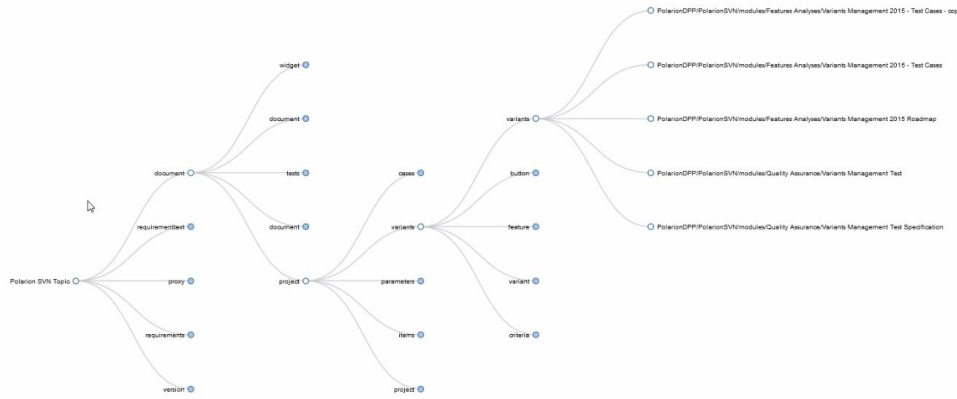 PolarionDPP/PolarionSVN/modules/Features Analyses/Variants Management 2015 - Test Cases - cop
widget
PolarionDPP/PolarionSVN/modules/Features Analyses/Variants Management 2015 - Test Cases
document
variants
PolarionDPP/PolarionSVN/modules/Features Analyses/Variants Management 2015 Roadmap
document
tests
cases
button
PolarionDPP/PolarionSVN/modules/Quality Assurance/Variants Management Test
requirementtext
document
variants
feature
PolarionDPP/PolarionSVN/modules/Quality Assurance/Variants Management Test Specification
Polarion SVN Topic
proxy
project
parameters
variant
requirements
items
criteria
version
project